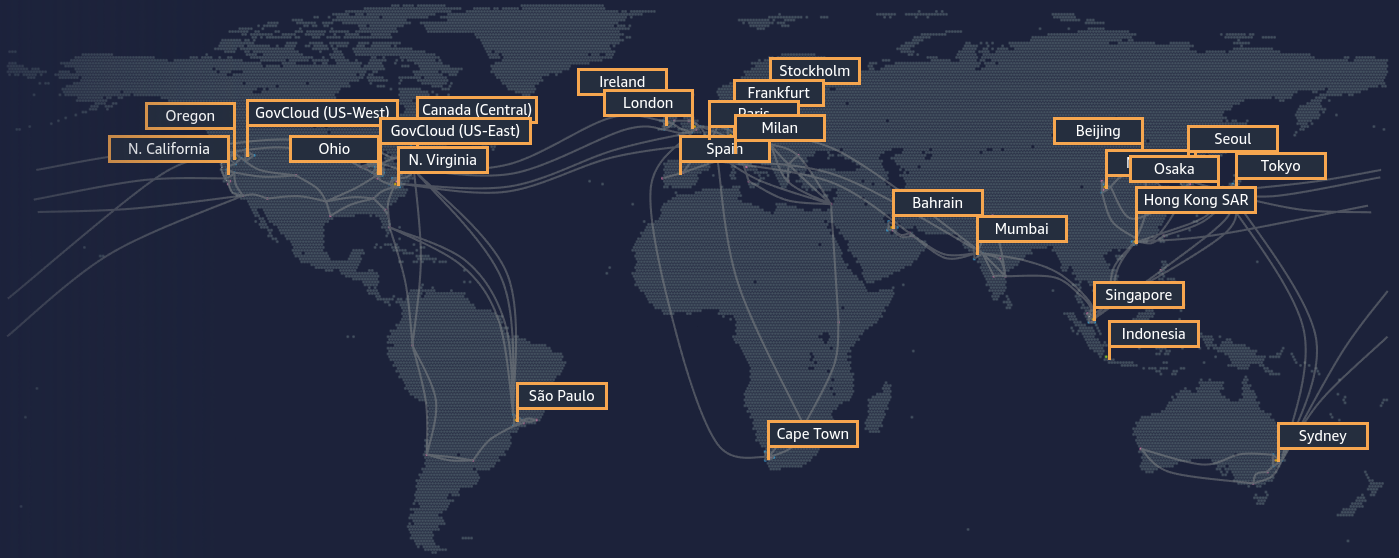 Stockholm
Ireland
Frankfurt
London
Paris
Milan
Spain
Oregon
GovCloud (US-West)
Canada (Central)
GovCloud (US-East)
N. California
Ohio
N. Virginia
Beijing
Seoul
Osaka
Tokyo
Hong Kong SAR
Bahrain
Mumbai
Singapore
Indonesia
São Paulo
Cape Town
Sydney